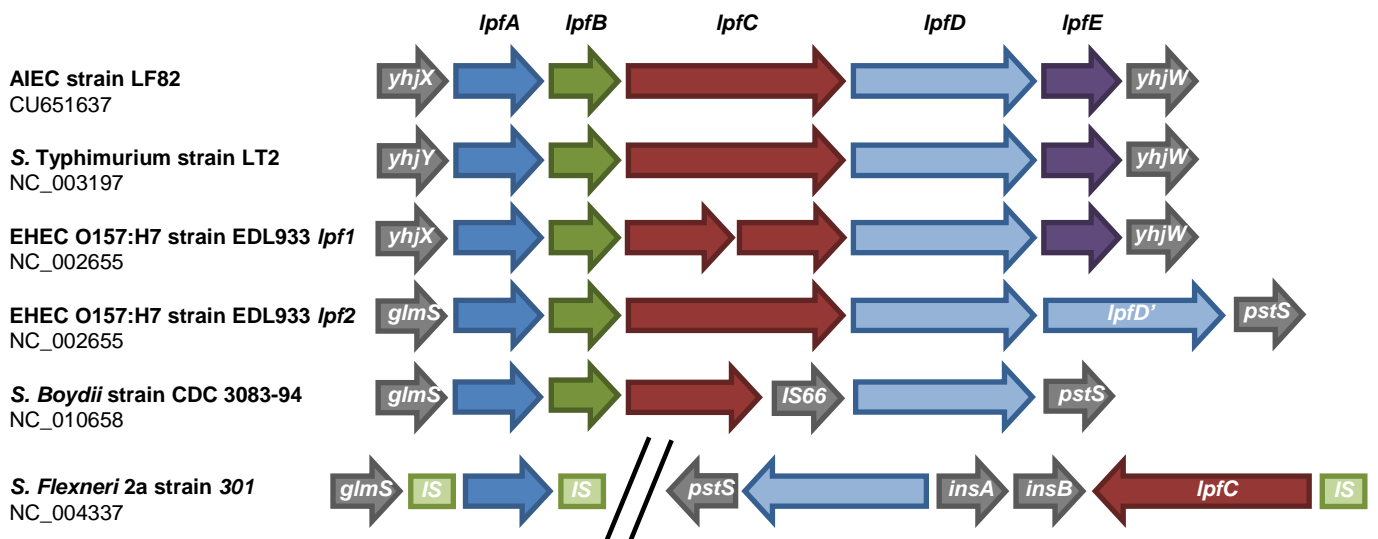 lpfA lpfB lpfC lpfD lpfE
AIEC strain LF82
CU651637
yhjX yhjW
S. Typhimurium strain LT2
NC_003197
yhjY yhjW
EHEC O157:H7 strain EDL933 lpf1
NC_002655
yhjX yhjW
EHEC O157:H7 strain EDL933 lpf2
NC_002655
glmS lpfD' pstS
S. Boydii strain CDC 3083-94
NC_010658
glmS IS66 pstS
S. Flexneri 2a strain 301
NC_004337
glmS IS IS pstS insA insB lpfC IS